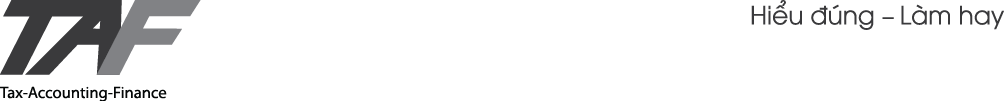 TAF
Hiểu đúng – Làm hay
Tax-Accounting-Finance